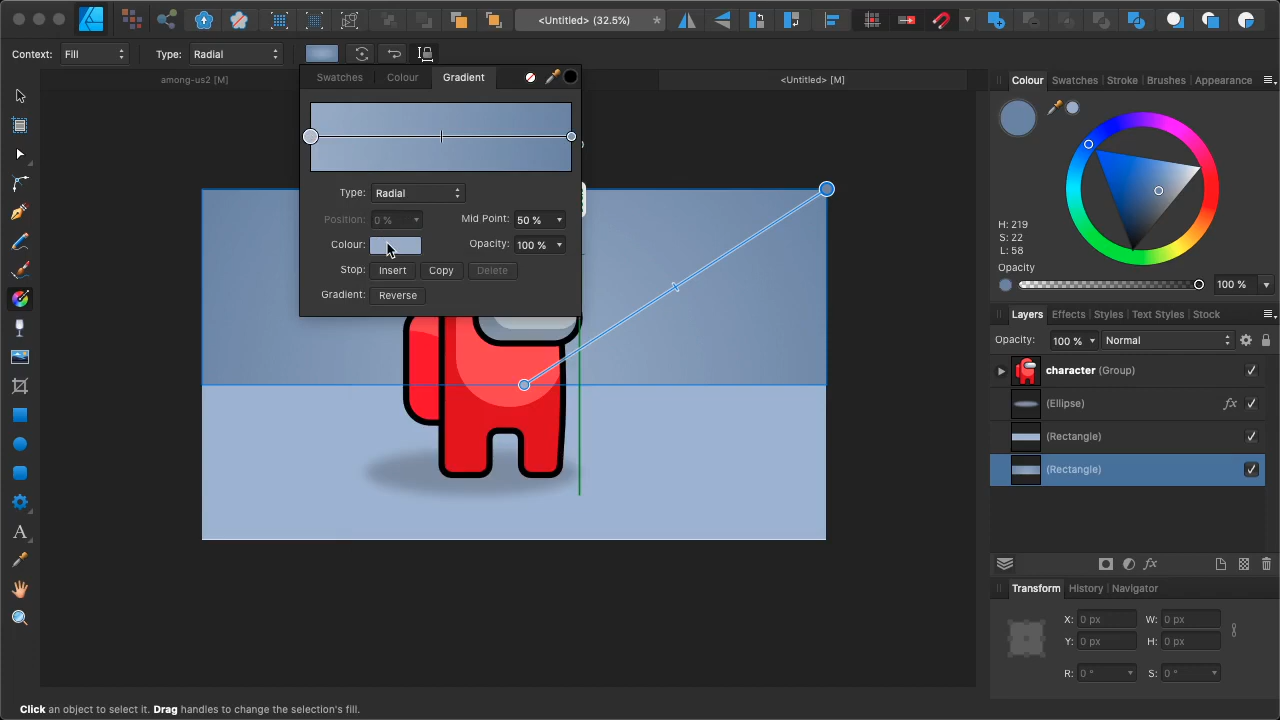 <Untitled> (32.5%)
*
Context: Fill
Type: Radial
among-us2 [M]
<Untitled> [M]
Swatches
Colour
Gradient
Type: Radial
Position: 0 %
Mid Point: 50 %
Colour:
Opacity: 100 %
Stop: Insert Copy Delete
Gradient: Reverse
Colour Swatches Stroke Brushes Appearance
H: 219
S: 22
L: 58
Opacity
100 %
Layers Effects Styles Text Styles Stock
Opacity: 100 % Normal
character (Group)
(Ellipse) fx
(Rectangle)
(Rectangle)
fx
Transform History Navigator
X: 0 px W: 0 px
Y: 0 px H: 0 px
R: 0 ° S: 0 °
A
Click an object to select it. Drag handles to change the selection's fill.